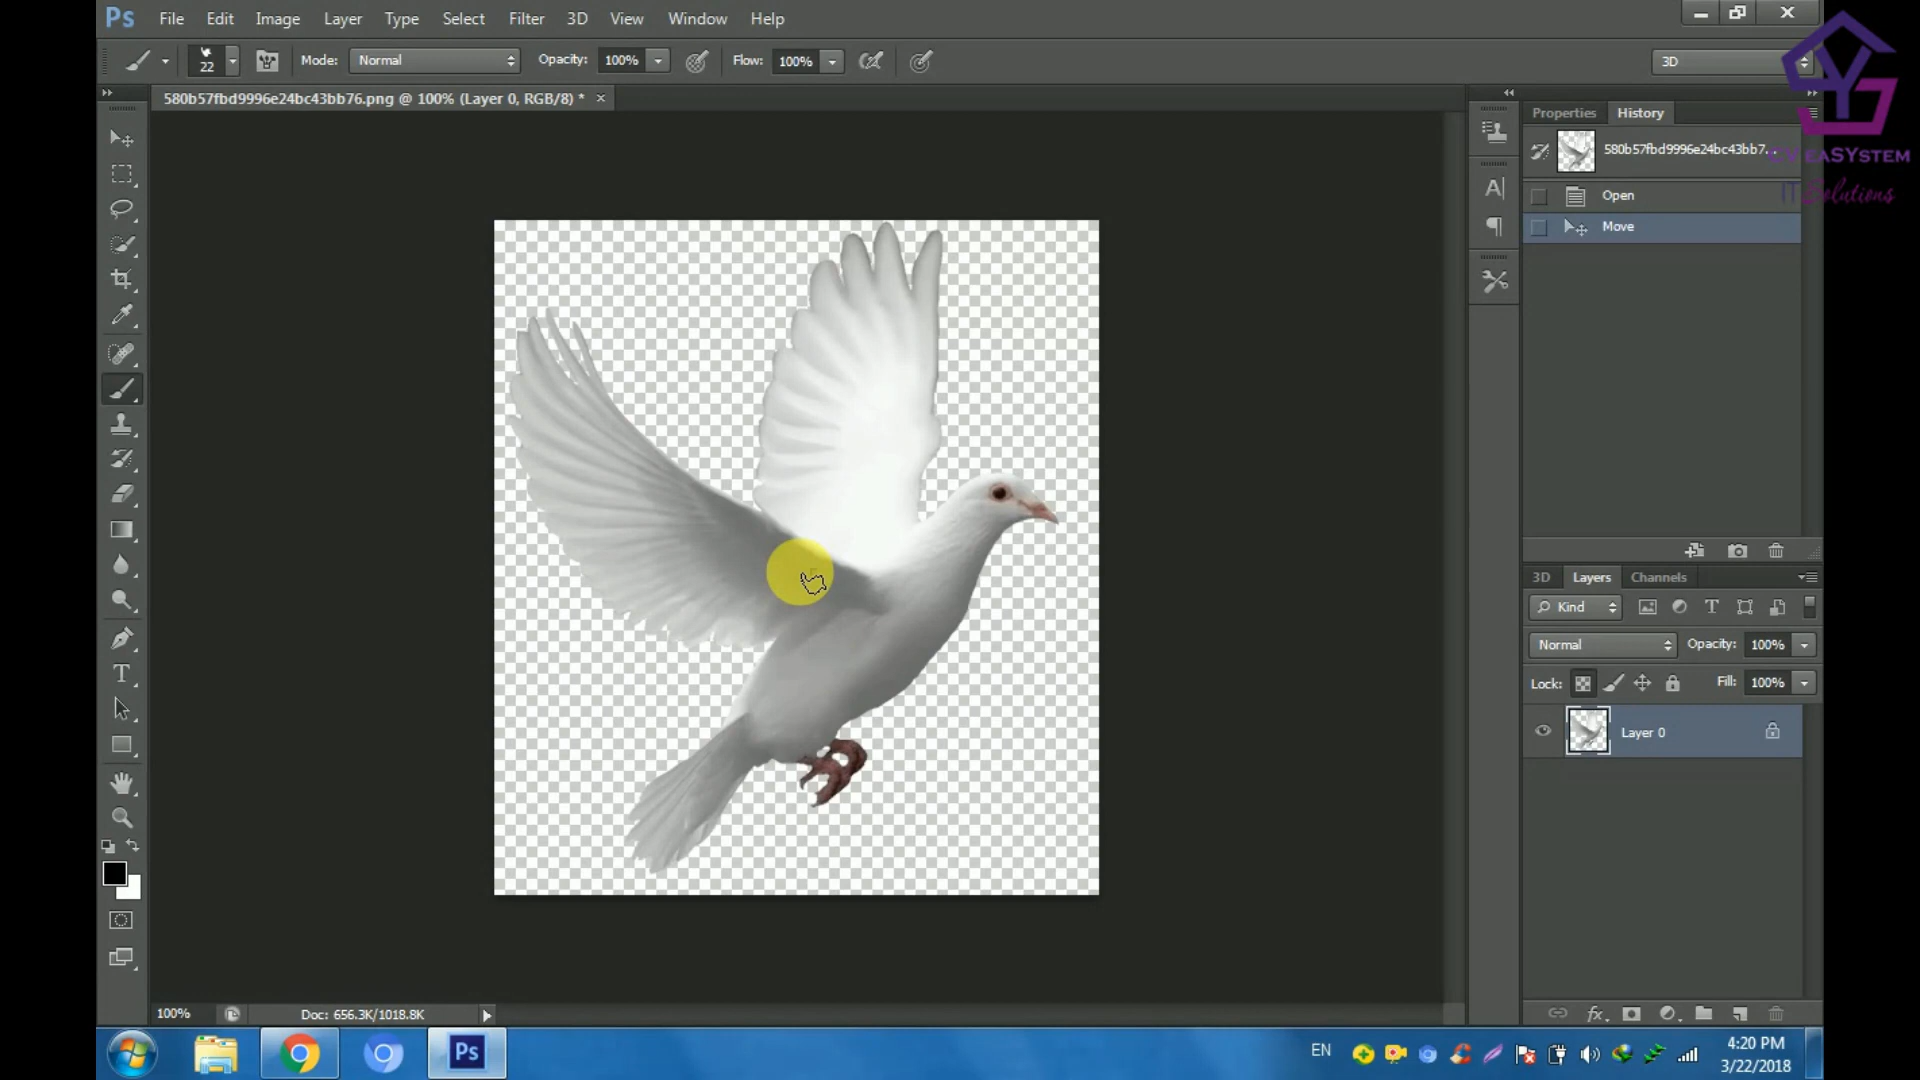 Ps File Edit Image Layer Type Select Filter 3D View Window Help
22 Mode: Normal Opacity: 100% Flow: 100% 3D
580b57fbd9996e24bc43bb76.png @ 100% (Layer 0, RGB/8) * ×
Properties History
580b57fbd9996e24bc43bb7...
eaSYstem
IT Solutions
Open
Move
3D Layers Channels
Kind
Normal Opacity: 100%
Lock: Fill: 100%
Layer 0
100% Doc: 656.3K/1018.8K
Ps EN 4:20 PM
3/22/2018